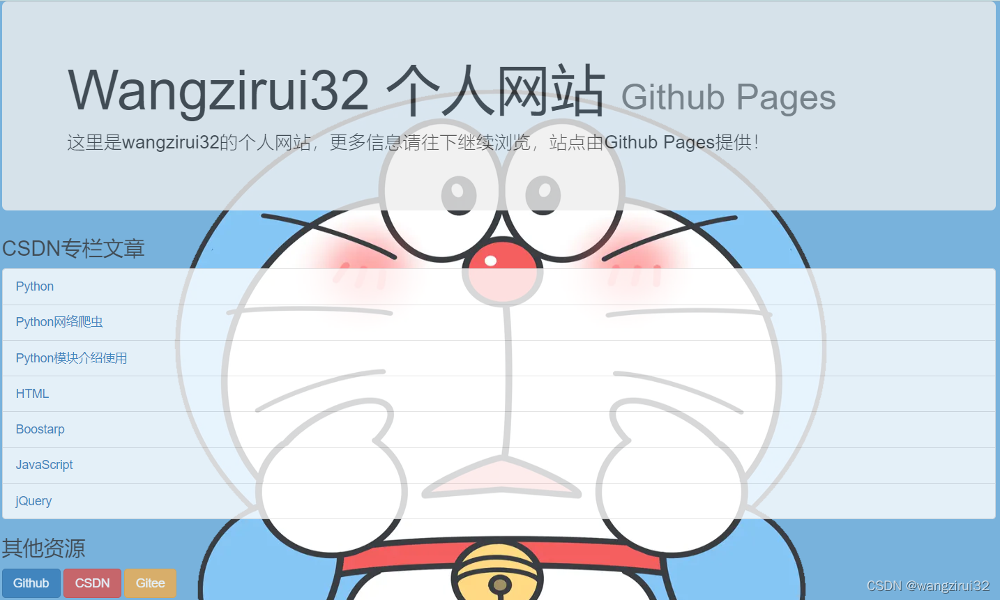 Wangzirui32 个人网站 Github Pages
这里是wangzirui32的个人网站，更多信息请往下继续浏览，站点由Github Pages提供！
CSDN专栏文章
Python
Python网络爬虫
Python模块介绍使用
HTML
Boostarp
JavaScript
jQuery
其他资源
Github CSDN Gitee
CSDN @wangzirui32